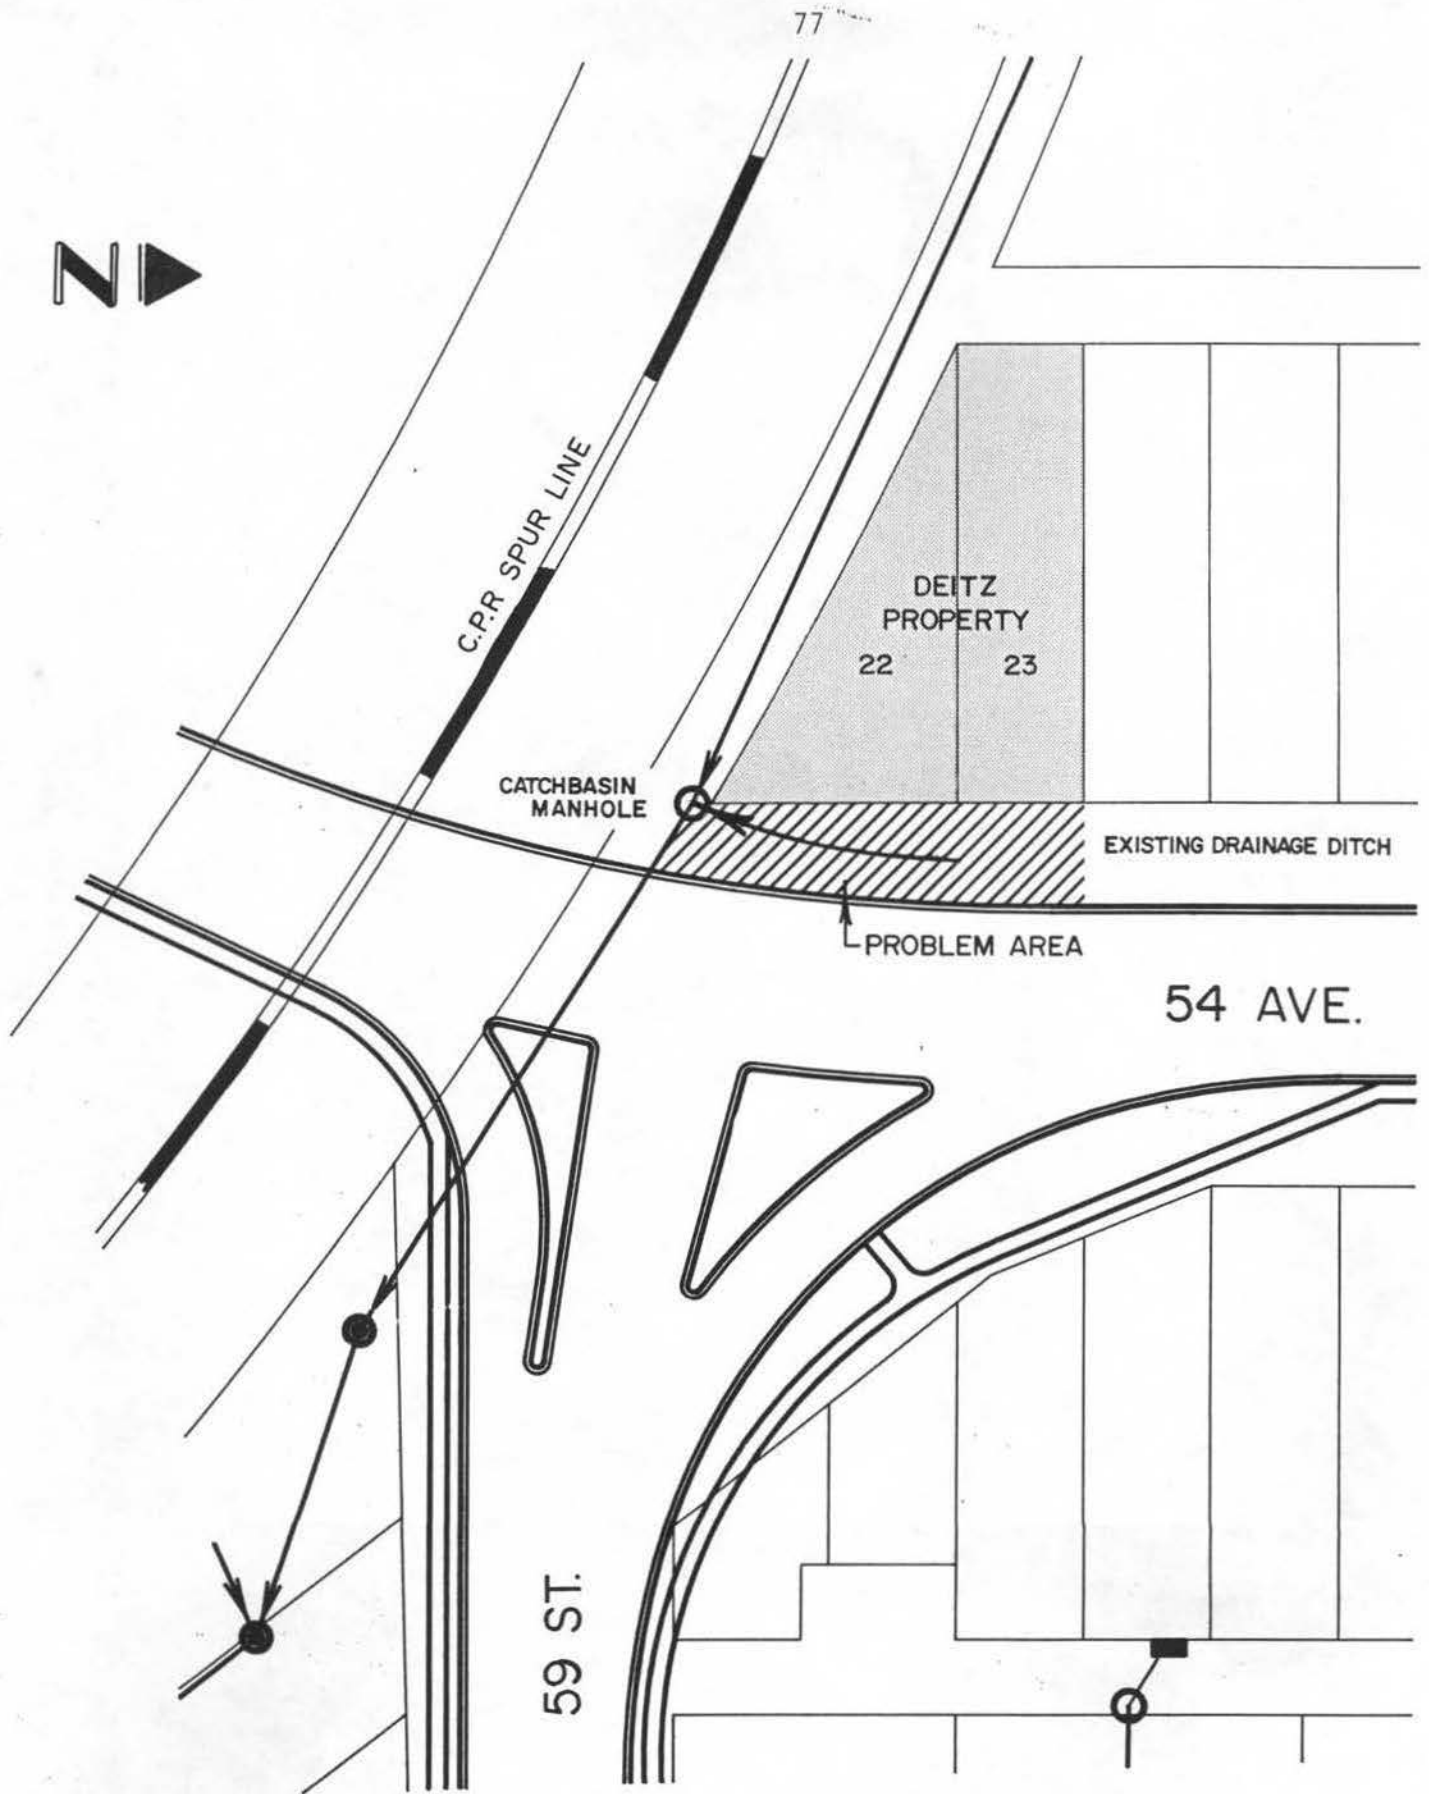 77
N
C.P.R SPUR LINE
DEITZ
PROPERTY
22 23
CATCHBASIN
MANHOLE
EXISTING DRAINAGE DITCH
PROBLEM AREA
54 AVE.
59 ST.